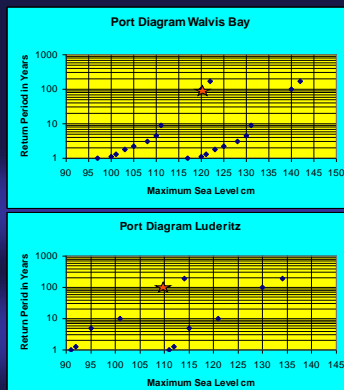 Port Diagram Walvis Bay
Return Period in Years
1000
100
10
1
90 95 100 105 110 115 120 125 130 135 140 145 150
Maximum Sea Level cm
Port Diagram Luderitz
Return Perid in Years
1000
100
10
1
90 95 100 105 110 115 120 125 130 135 140 145
Maximum Sea Level cm